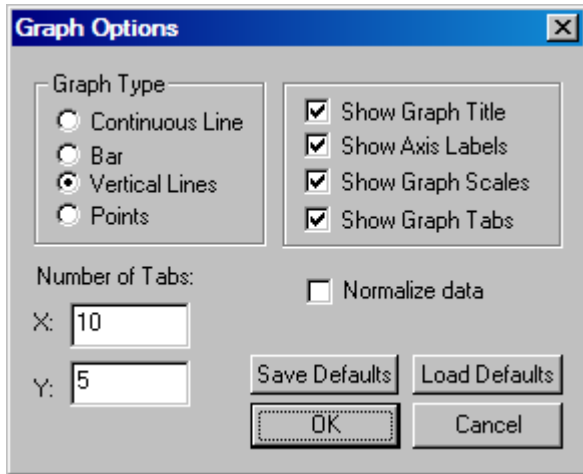 Graph Options
Graph Type
Continuous Line
Bar
Vertical Lines
Points
Show Graph Title
Show Axis Labels
Show Graph Scales
Show Graph Tabs
Number of Tabs:
X: 10
Y: 5
Normalize data
Save Defaults
Load Defaults
OK
Cancel